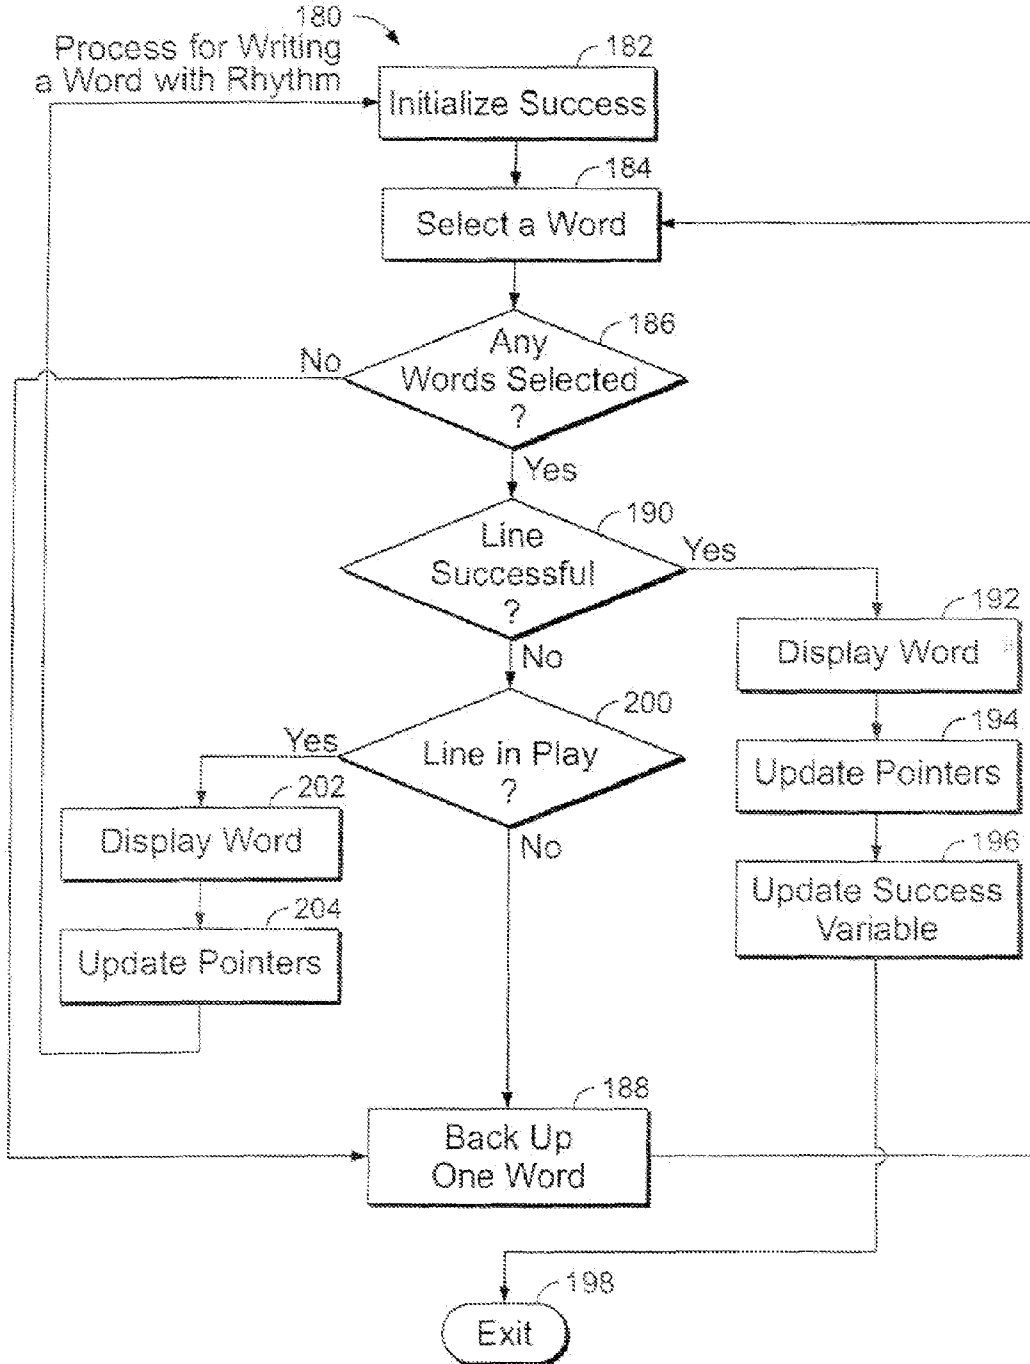 180
Process for Writing
a Word with Rhythm
182
Initialize Success
184
Select a Word
186
Any
Words Selected
?
No
Yes
190
Line
Successful
?
Yes
No
192
Display Word
194
Update Pointers
196
Update Success
Variable
200
Line in Play
?
Yes
No
202
Display Word
204
Update Pointers
188
Back Up
One Word
198
Exit